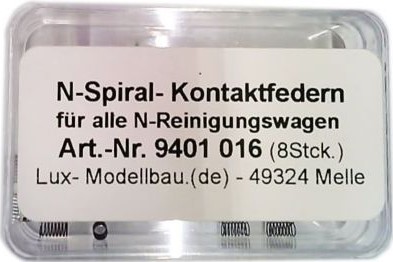 N-Spiral- Kontaktfedern
für alle N-Reinigungswagen
Art.-Nr. 9401 016 (8Stck.)
Lux- Modellbau.(de) - 49324 Melle